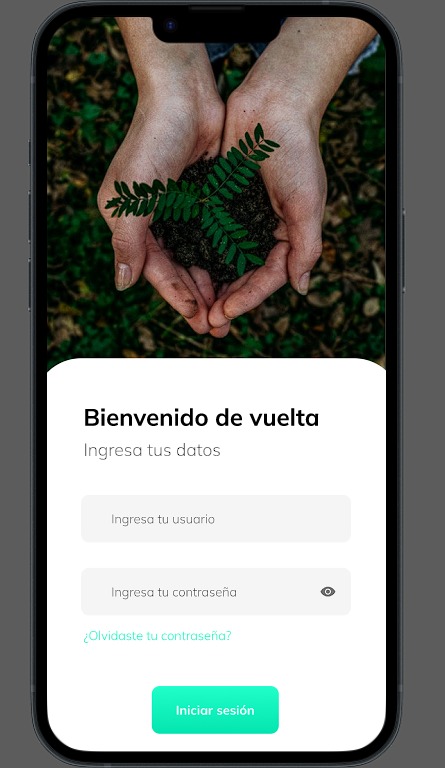 Bienvenido de vuelta
Ingresa tus datos
Ingresa tu usuario
Ingresa tu contraseña
¿Olvidaste tu contraseña?
Iniciar sesión